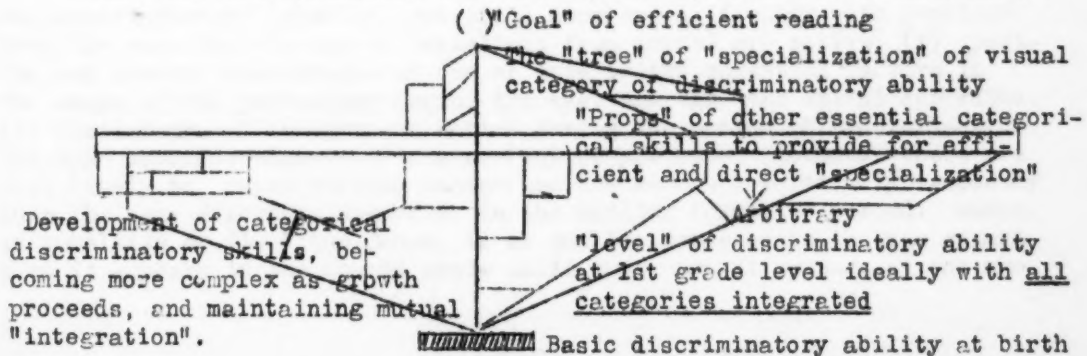 ( )"Goal" of efficient reading
The "tree" of "specialization" of visual
category of discriminatory ability
"Props" of other essential categori-
cal skills to provide for effi-
cient and direct "specialization"
Arbitrary
"level" of discriminatory ability
at 1st grade level ideally with all
categories integrated
Development of categorical
discriminatory skills, be-
coming more complex as growth
proceeds, and maintaining mutual
"integration".
Basic discriminatory ability at birth